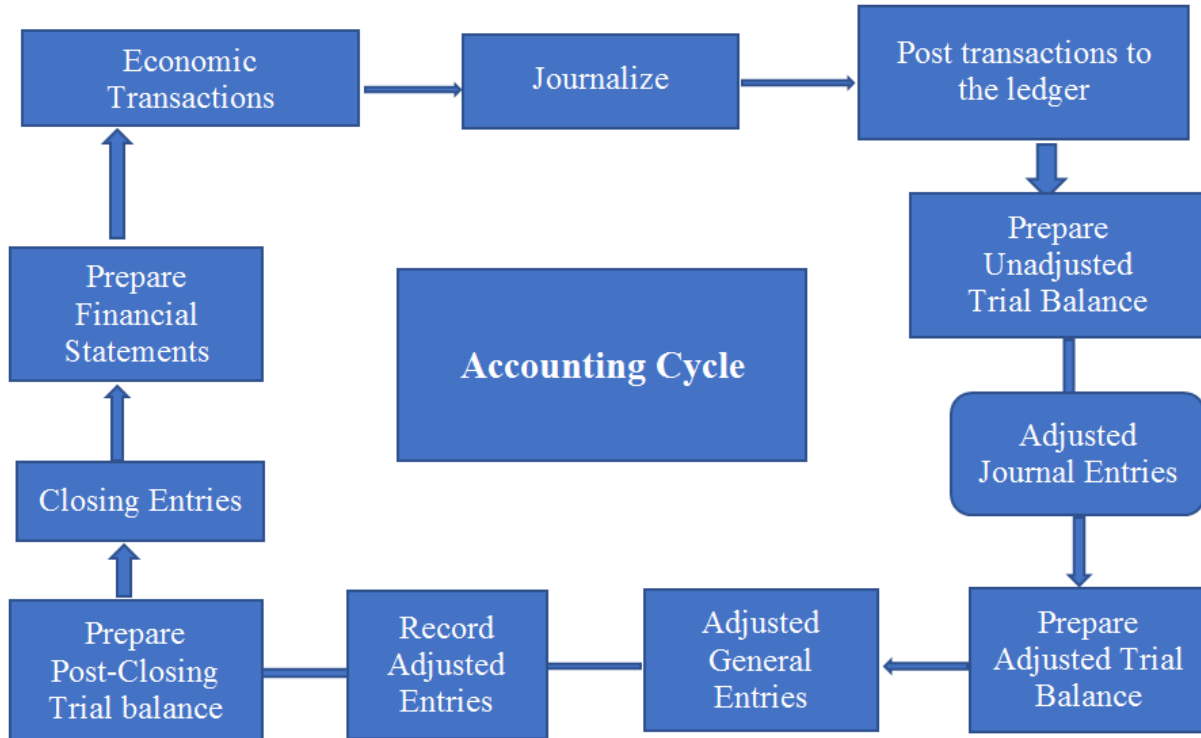 Economic
Transactions
Journalize
Post transactions to
the ledger
Prepare
Unadjusted
Trial Balance
Adjusted
Journal Entries
Prepare
Adjusted Trial
Balance
Adjusted
General
Entries
Record
Adjusted
Entries
Prepare
Post-Closing
Trial balance
Closing Entries
Prepare
Financial
Statements
Accounting Cycle